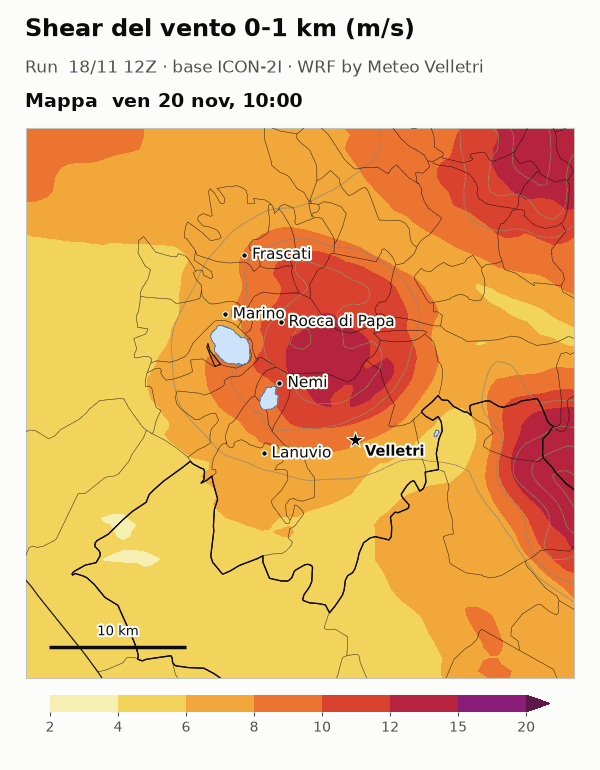 Shear del vento 0-1 km (m/s)
Run  18/11 12Z · base ICON-2I · WRF by Meteo Velletri
Mappa  ven 20 nov, 10:00
Frascati
Marino
Rocca di Papa
Nemi
Velletri
Lanuvio
10 km
2 4 6 8 10 12 15 20